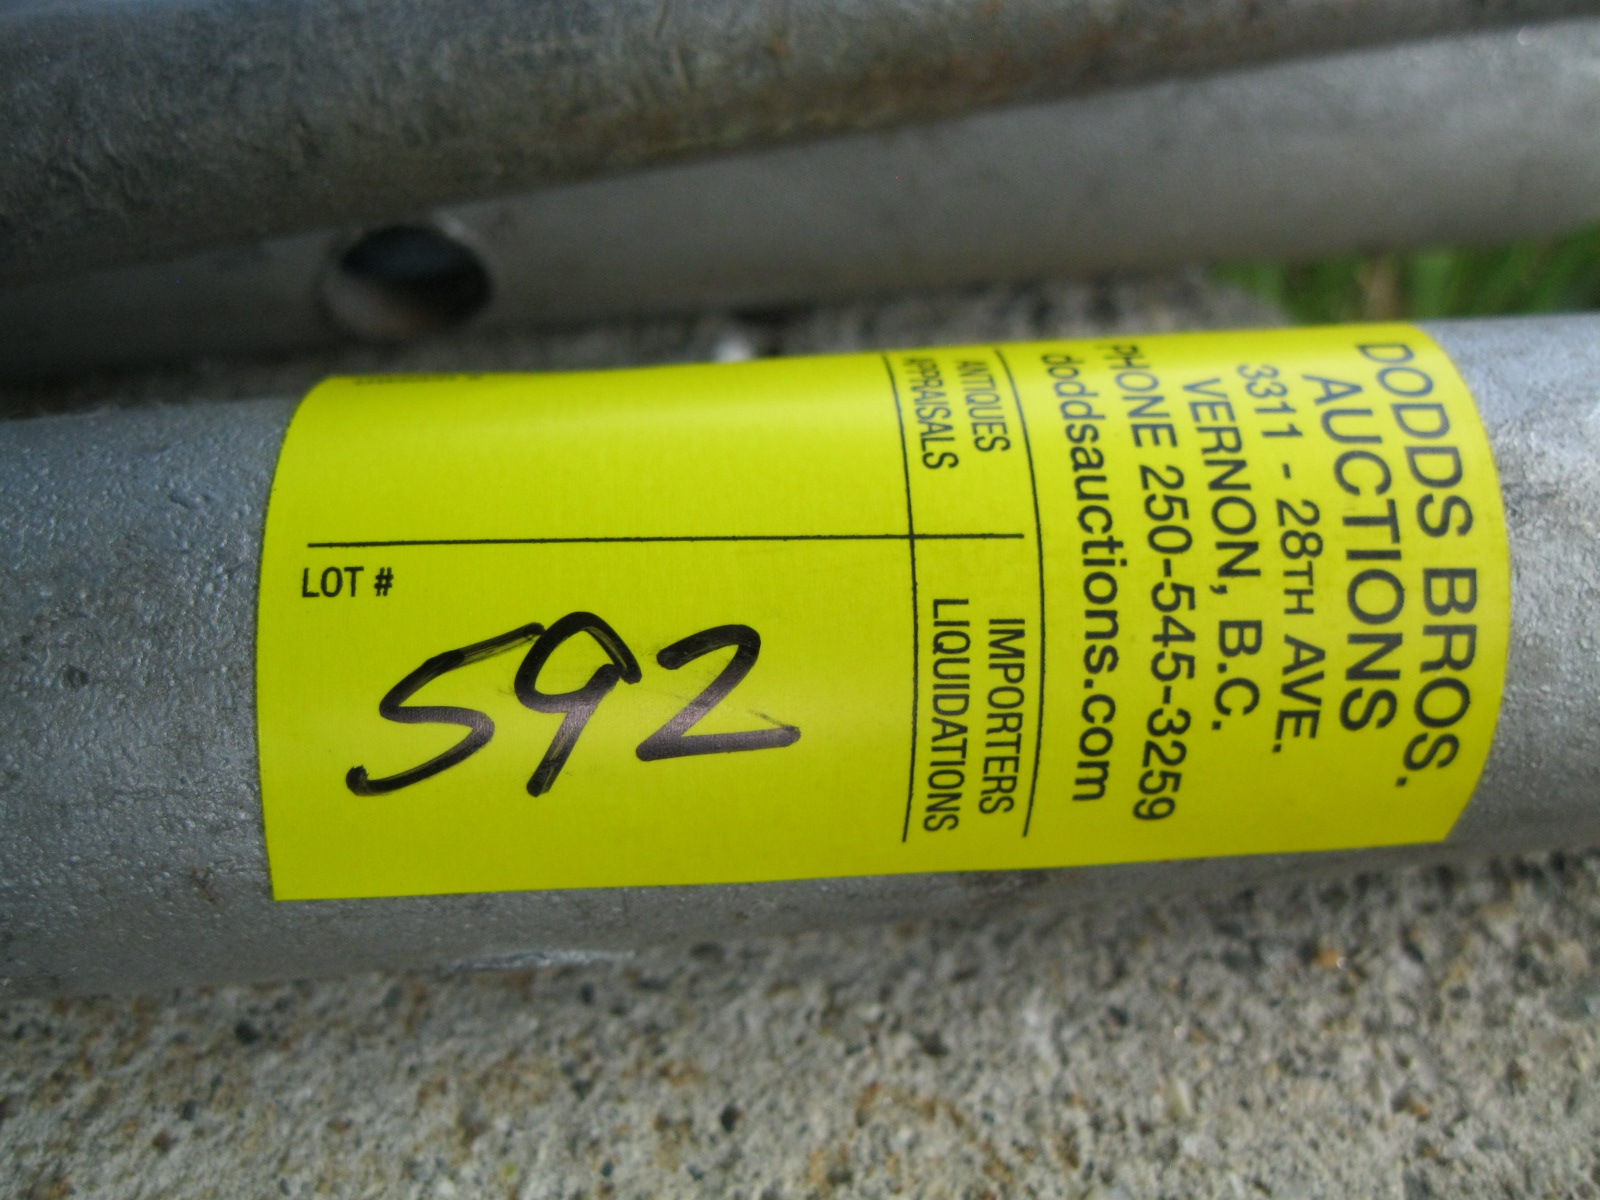 DODDS BROS.
AUCTIONS
3311 - 28TH AVE.
VERNON, B.C.
PHONE 250-545-3259
doddsauctions.com
ANTIQUES
APPRAISALS
IMPORTERS
LIQUIDATIONS
LOT #
592